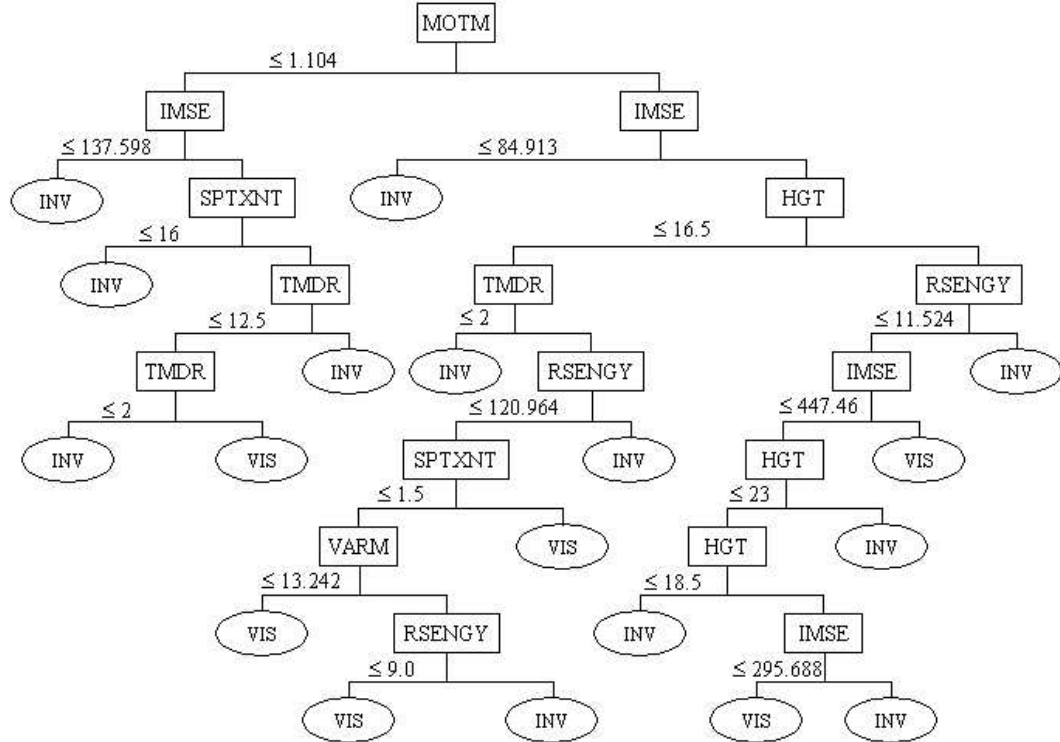 MOTM
≤ 1.104
IMSE
IMSE
≤ 137.598
≤ 84.913
INV
SPTXNT
INV
HGT
≤ 16
≤ 16.5
INV
TMDR
TMDR
RSENGY
≤ 12.5
≤ 2
≤ 11.524
TMDR
INV
INV
RSENGY
IMSE
INV
≤ 2
≤ 120.964
≤ 447.46
INV
VIS
SPTXNT
INV
HGT
VIS
≤ 1.5
≤ 23
VARM
VIS
HGT
INV
≤ 13.242
≤ 18.5
VIS
RSENGY
INV
IMSE
≤ 9.0
≤ 295.688
VIS
INV
VIS
INV